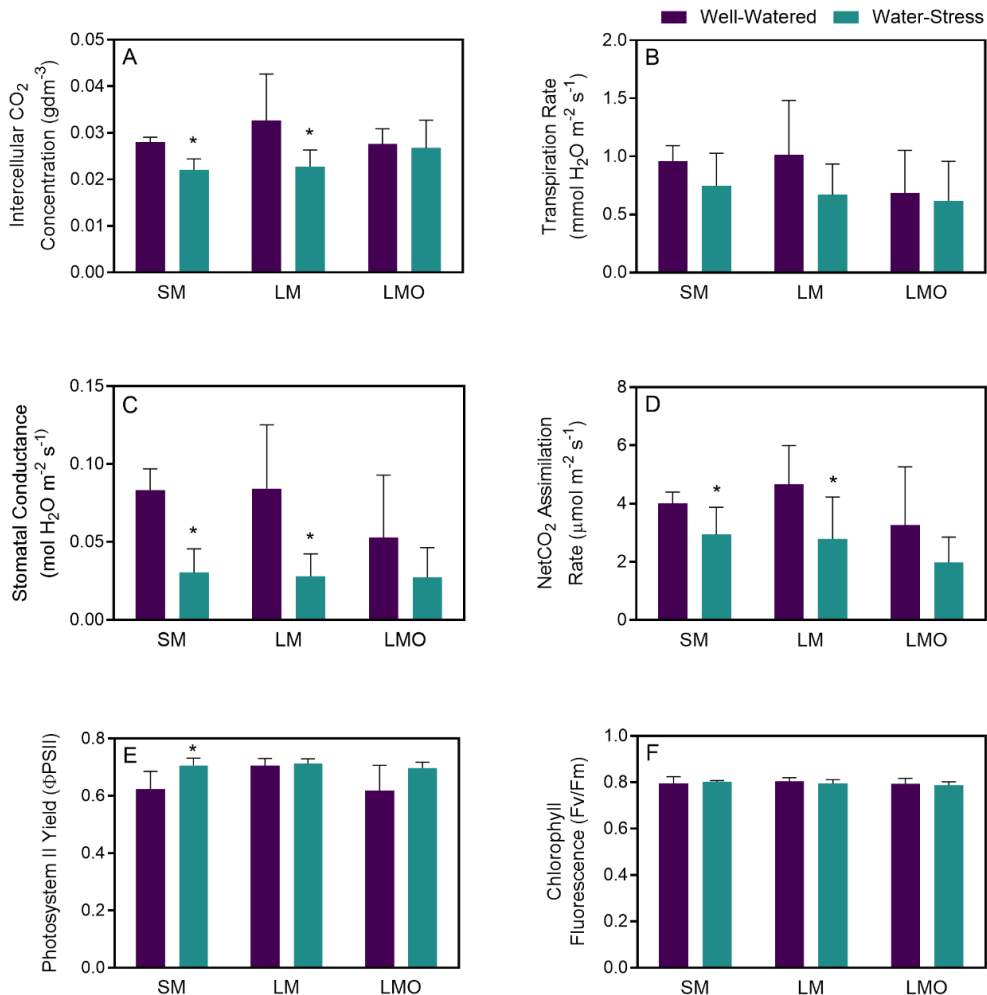 Well-Watered Water-Stress
A
Intercellular CO₂
Concentration (gdm⁻³)
0.05
0.04
0.03
0.02
0.01
0.00
* *
SM LM LMO
B
Transpiration Rate
(mmol H₂O m⁻² s⁻¹)
2.0
1.5
1.0
0.5
0.0
SM LM LMO
C
Stomatal Conductance
(mol H₂O m⁻² s⁻¹)
0.15
0.10
0.05
0.00
* *
SM LM LMO
D
NetCO₂ Assimilation
Rate (μmol m⁻² s⁻¹)
8
6
4
2
0
* *
SM LM LMO
E
Photosystem II Yield (ΦPSII)
0.8
0.6
0.4
0.2
0.0
*
SM LM LMO
F
Chlorophyll
Fluorescence (Fv/Fm)
1.0
0.8
0.6
0.4
0.2
0.0
SM LM LMO